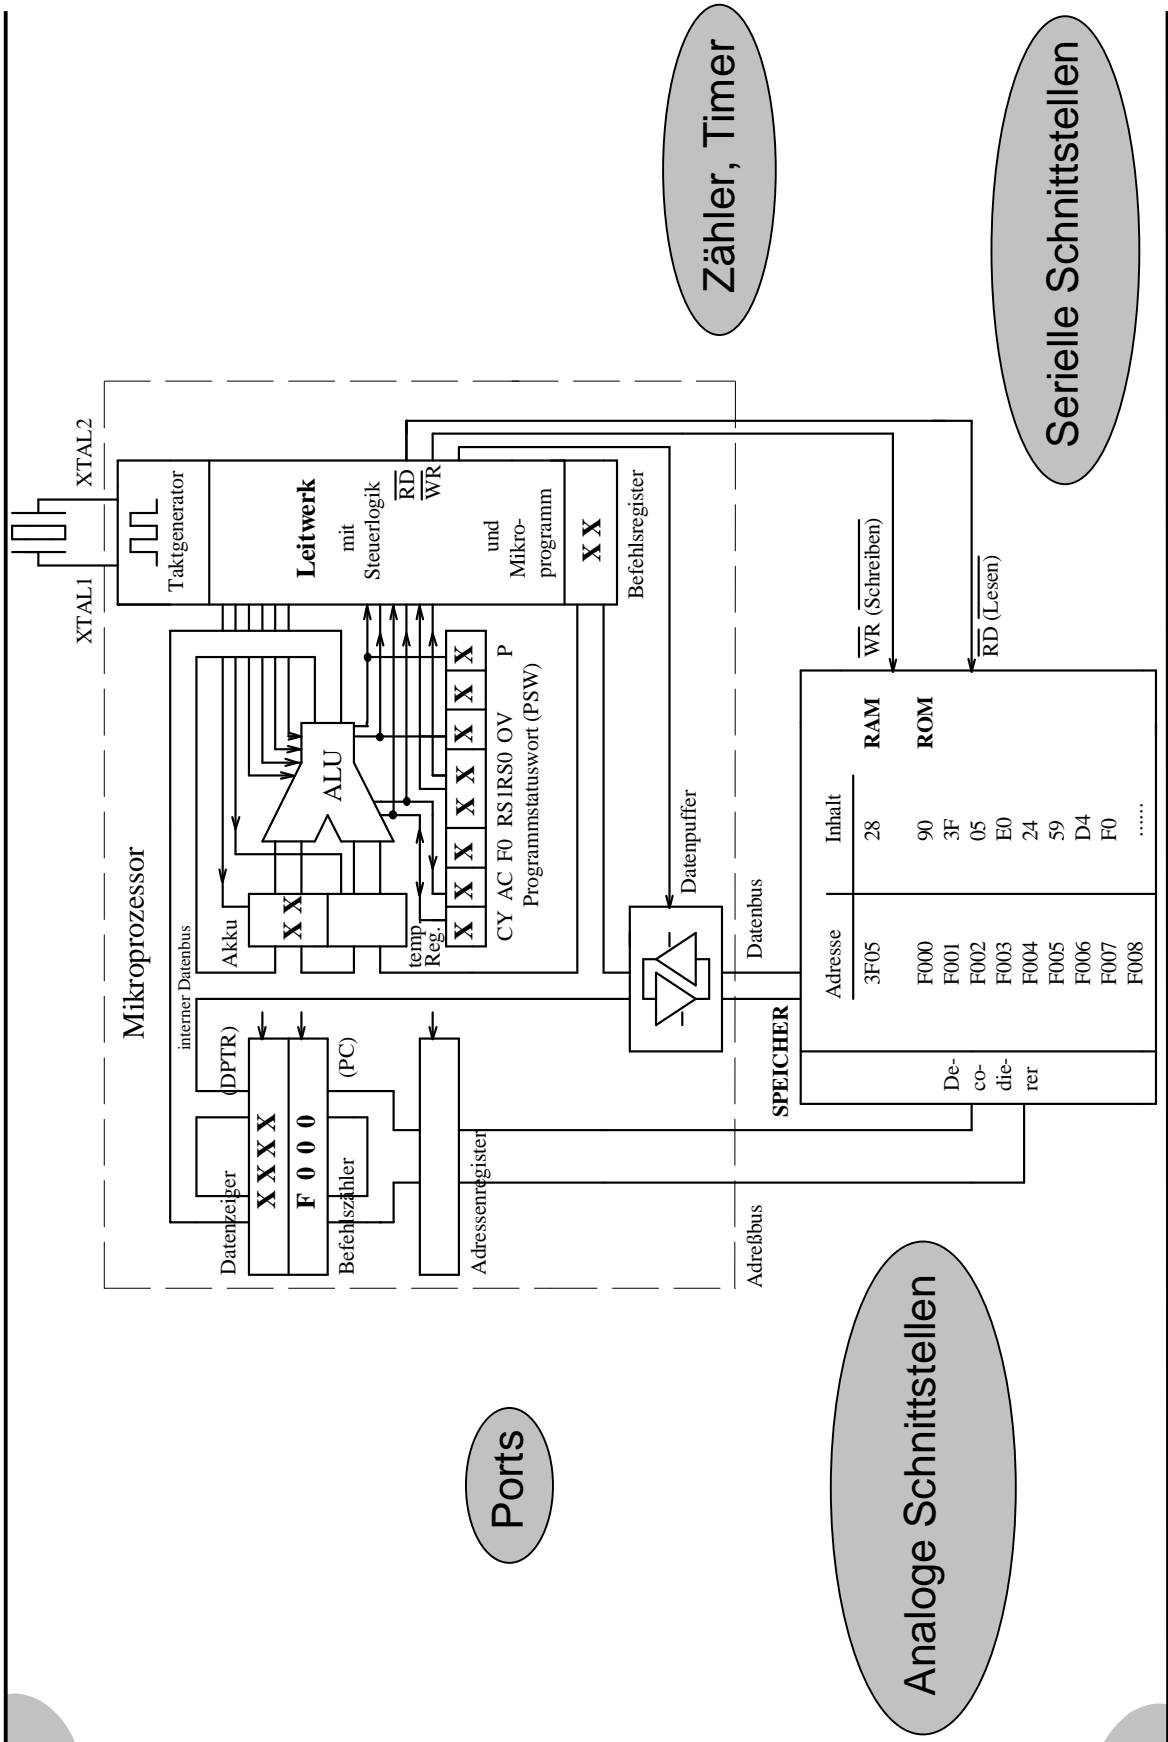 XTAL1 XTAL2
Taktgenerator
Leitwerk
mit
Steuerlogik
RD
WR
und
Mikro-
programm
X X
Befehlsregister
Mikroprozessor
interner Datenbus
Datenzeiger (DPTR)
X X X X
F 0 0 0
Befehlszähler (PC)
Adressenregister
Akku
X X
temp.
Reg.
ALU
X X X X X X X X
CY AC F0 RS1RS0 OV P
Programmstatuswort (PSW)
Datenpuffer
Adreßbus
Datenbus
SPEICHER
WR (Schreiben)
RD (Lesen)
De-
co-
die-
rer
Adresse Inhalt
3F05 28 RAM
F000 90 ROM
F001 3F
F002 05
F003 E0
F004 24
F005 59
F006 D4
F007 F0
F008 ......
Zähler, Timer
Serielle Schnittstellen
Ports
Analoge Schnittstellen